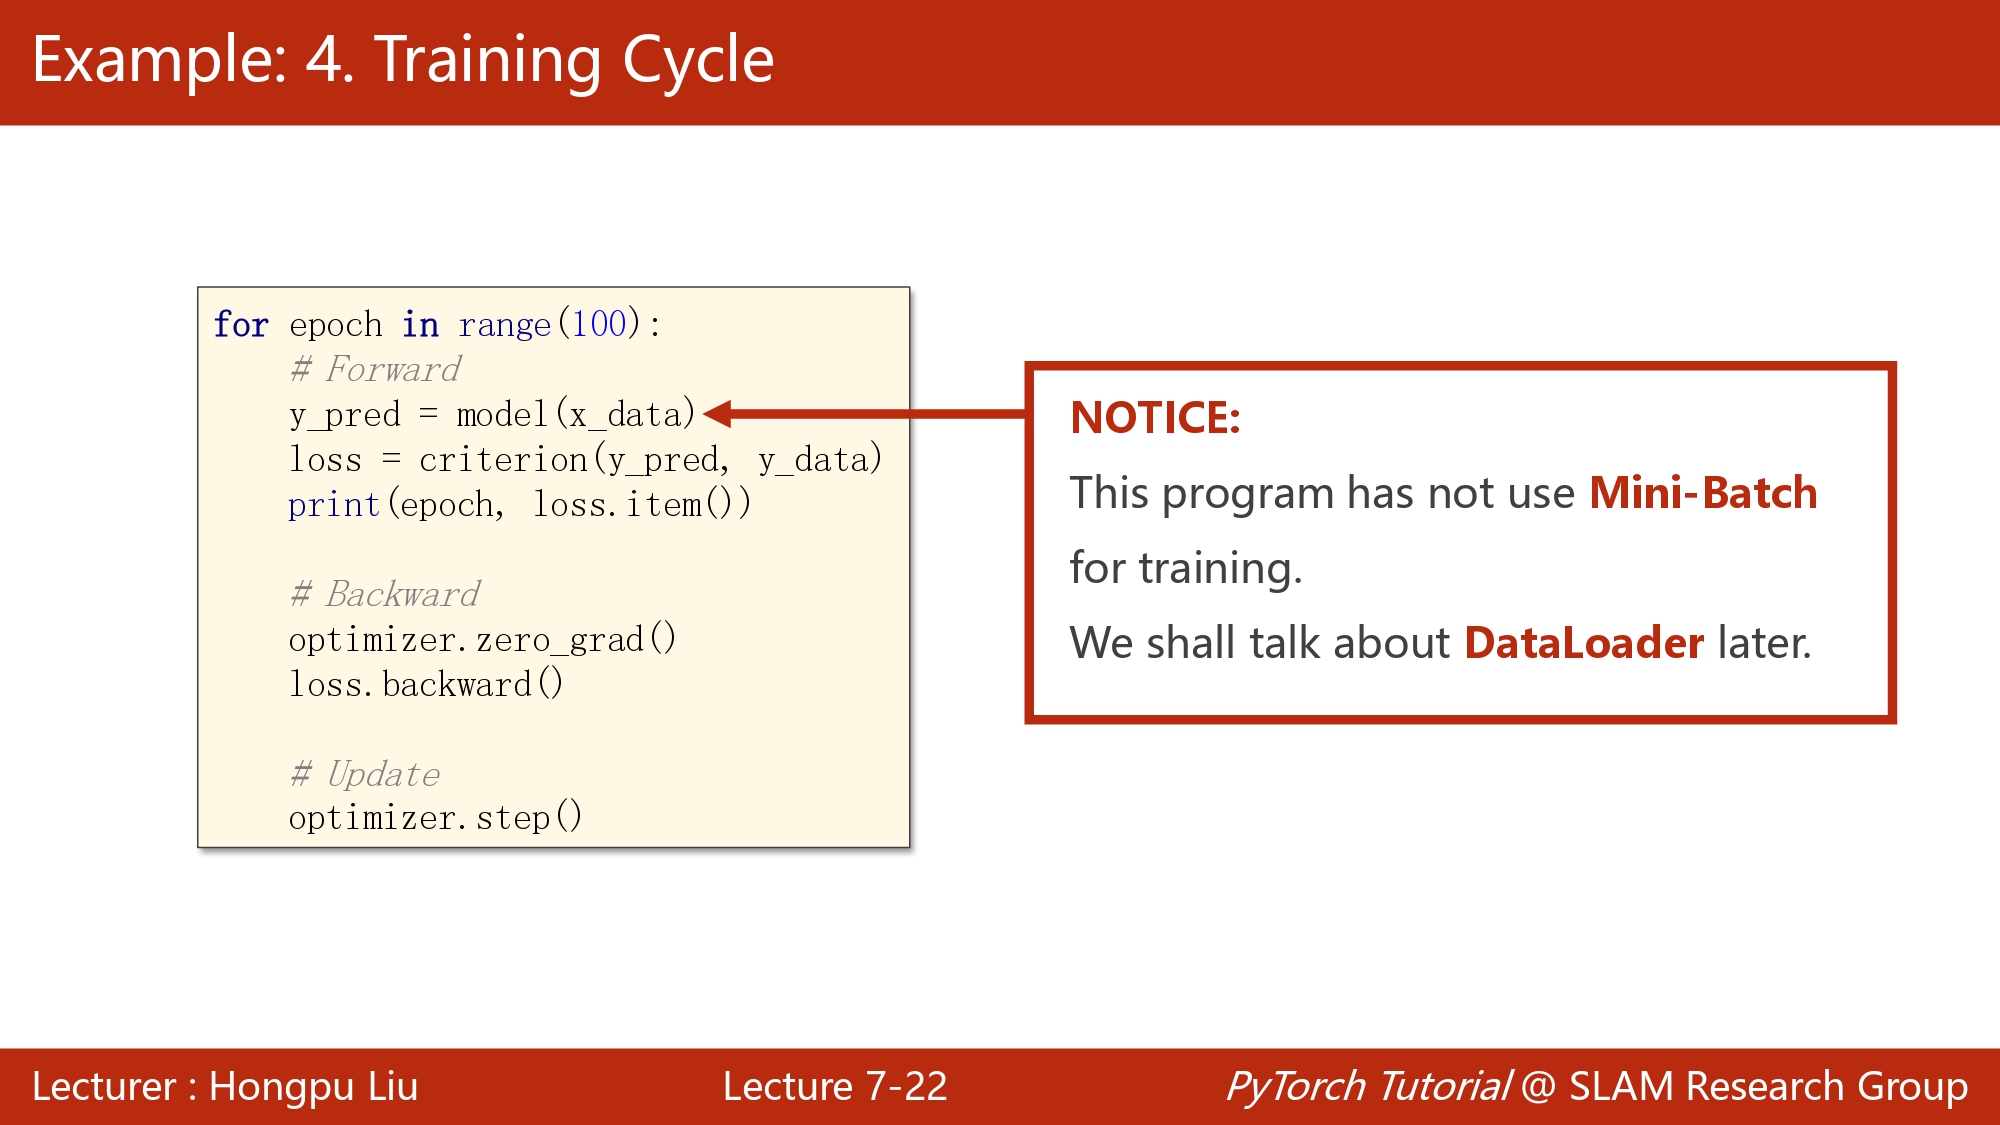 Example: 4. Training Cycle
for epoch in range(100):
    # Forward
    y_pred = model(x_data)
    loss = criterion(y_pred, y_data)
    print(epoch, loss.item())
    # Backward
    optimizer.zero_grad()
    loss.backward()
    # Update
    optimizer.step()
NOTICE:
This program has not use Mini-Batch
for training.
We shall talk about DataLoader later.
Lecturer : Hongpu Liu
Lecture 7-22
PyTorch Tutorial @ SLAM Research Group